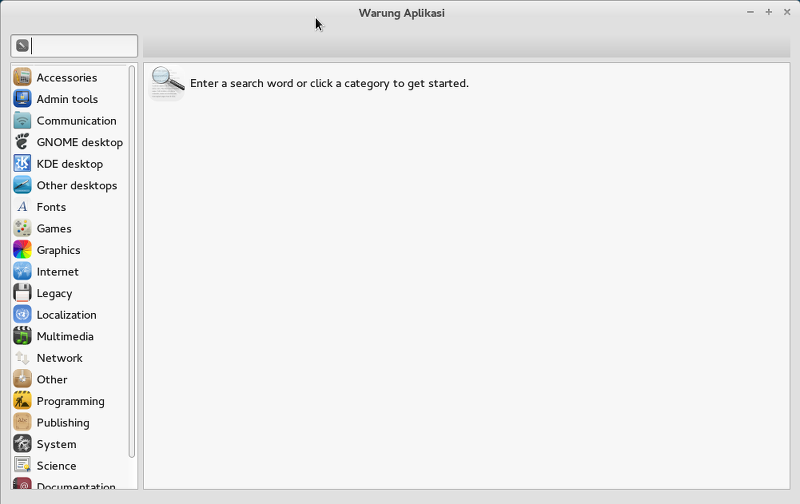 Warung Aplikasi
Enter a search word or click a category to get started.
Accessories
Admin tools
Communication
GNOME desktop
KDE desktop
Other desktops
Fonts
Games
Graphics
Internet
Legacy
Localization
Multimedia
Network
Other
Programming
Publishing
System
Science
Documentation